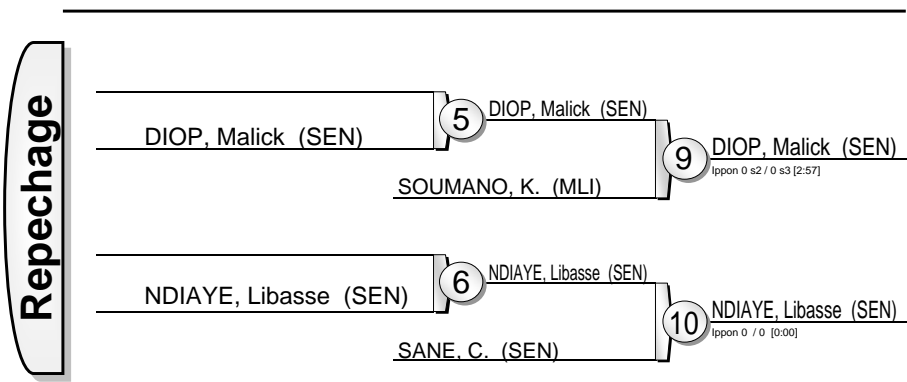 Repechage
DIOP, Malick (SEN)
5
DIOP, Malick (SEN)
SOUMANO, K. (MLI)
9
DIOP, Malick (SEN)
Ippon 0 s2 / 0 s3 [2:57]
NDIAYE, Libasse (SEN)
6
NDIAYE, Libasse (SEN)
SANE, C. (SEN)
10
NDIAYE, Libasse (SEN)
Ippon 0 / 0 [0:00]